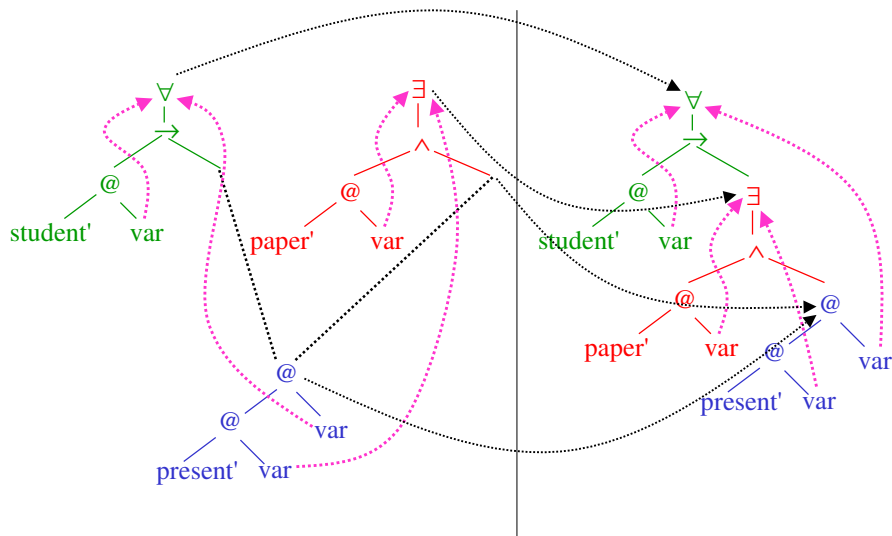 ∀ ∃ ∀
→ ∧ →
@ @ @ ∃
student' var paper' var student' var
∧
@ @
paper' var @ var
@
@ var present' var
present' var